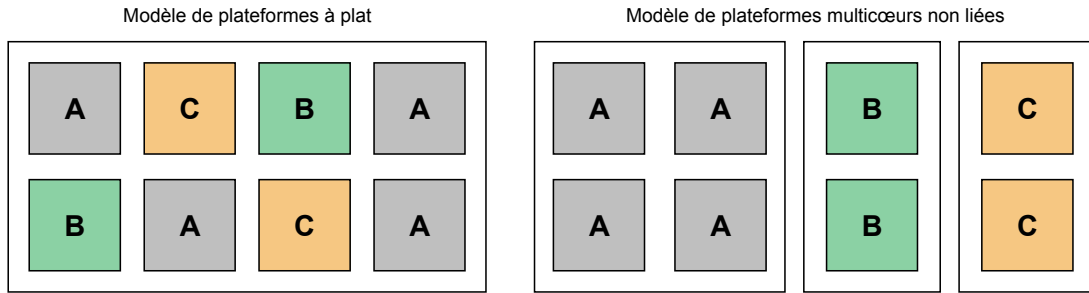 Modèle de plateformes à plat
A C B A
B A C A
Modèle de plateformes multicœurs non liées
A A B C
A A B C